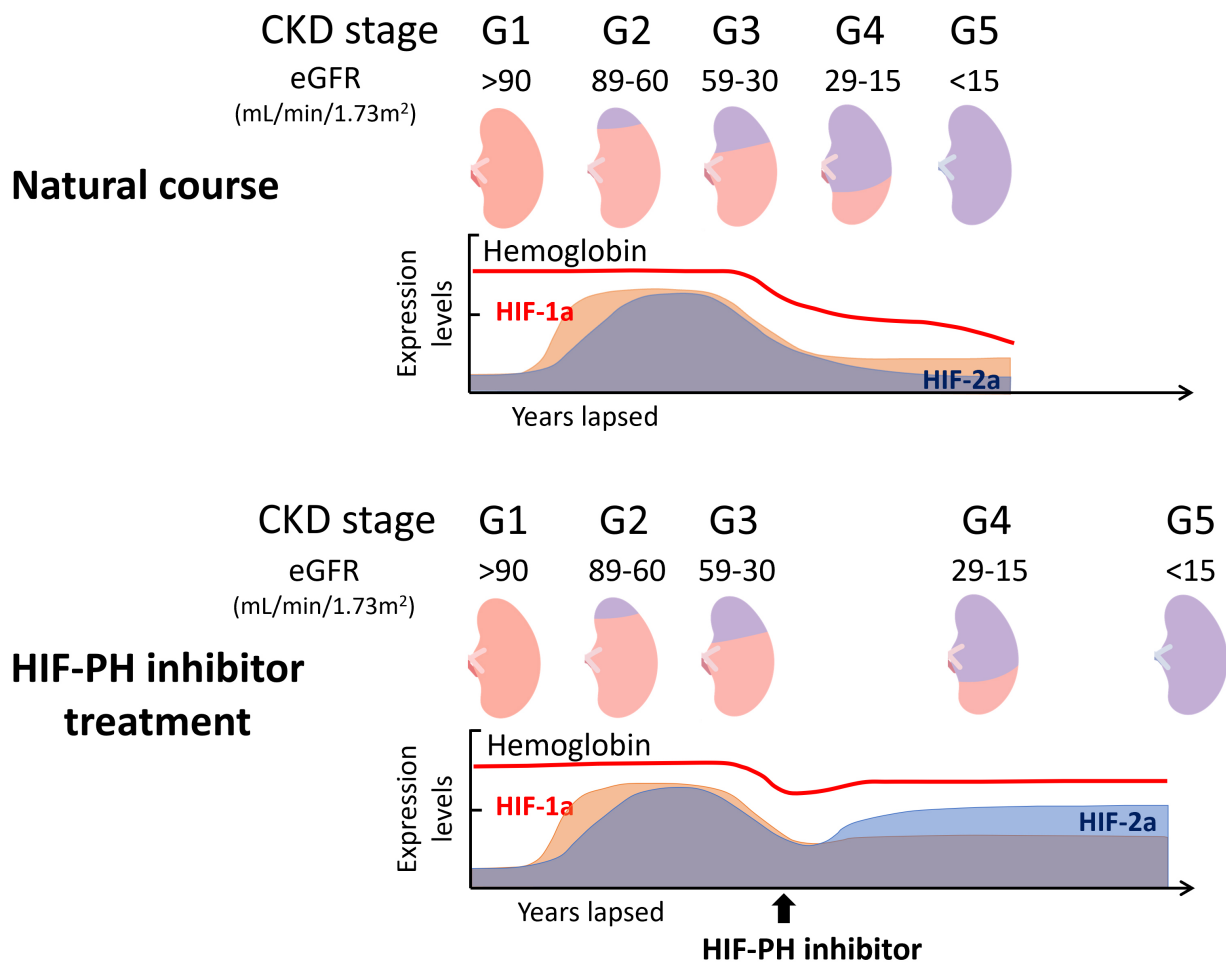 CKD stage G1 G2 G3 G4 G5
eGFR >90 89-60 59-30 29-15 <15
(mL/min/1.73m²)
Natural course
Hemoglobin
HIF-1a
Expression
levels
HIF-2a
Years lapsed
CKD stage G1 G2 G3 G4 G5
eGFR >90 89-60 59-30 29-15 <15
(mL/min/1.73m²)
HIF-PH inhibitor
treatment
Hemoglobin
HIF-1a
Expression
levels
HIF-2a
Years lapsed
HIF-PH inhibitor